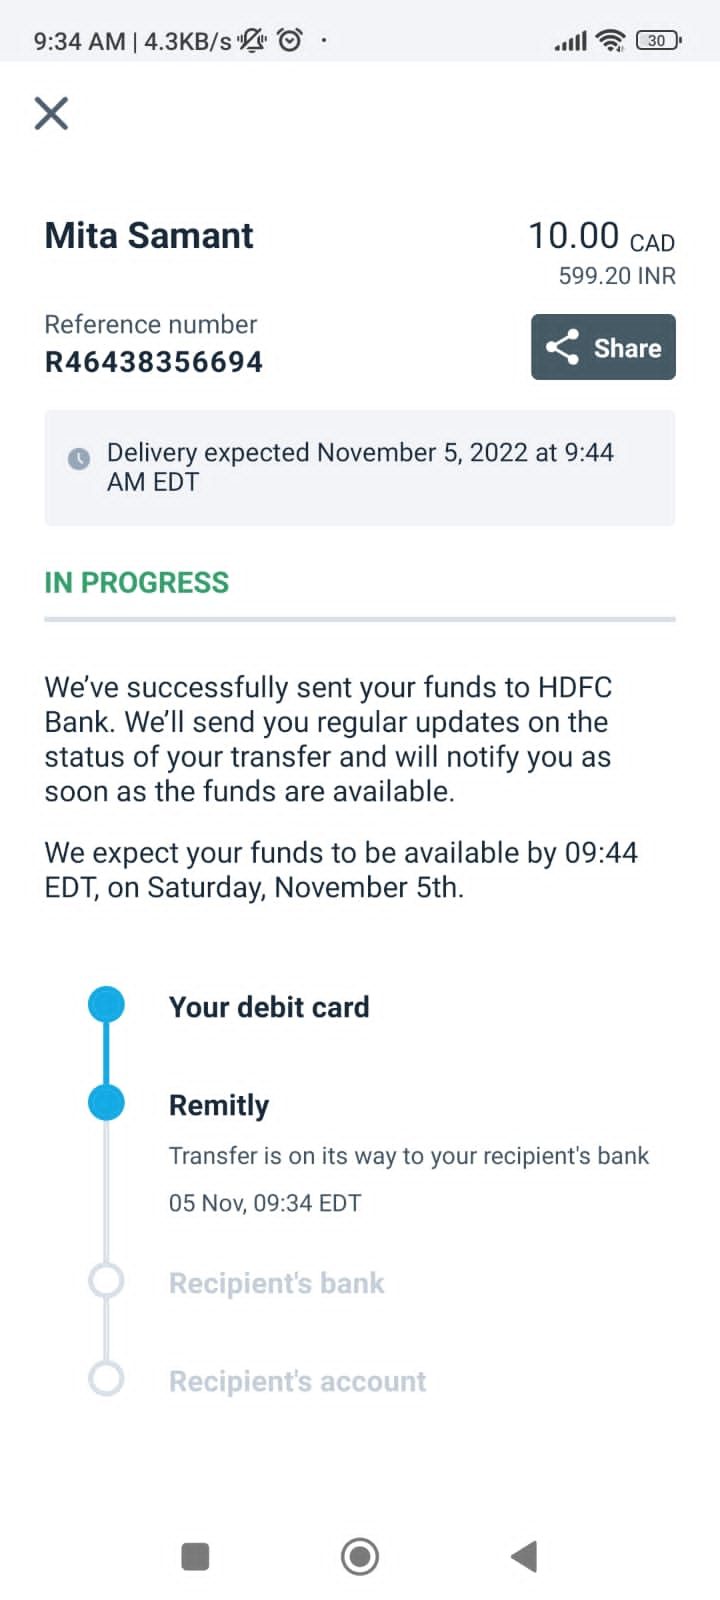 9:34 AM | 4.3KB/s
30
Mita Samant
10.00 CAD
599.20 INR
Reference number
R46438356694
Share
Delivery expected November 5, 2022 at 9:44
AM EDT
IN PROGRESS
We've successfully sent your funds to HDFC
Bank. We'll send you regular updates on the
status of your transfer and will notify you as
soon as the funds are available.
We expect your funds to be available by 09:44
EDT, on Saturday, November 5th.
Your debit card
Remitly
Transfer is on its way to your recipient's bank
05 Nov, 09:34 EDT
Recipient's bank
Recipient's account